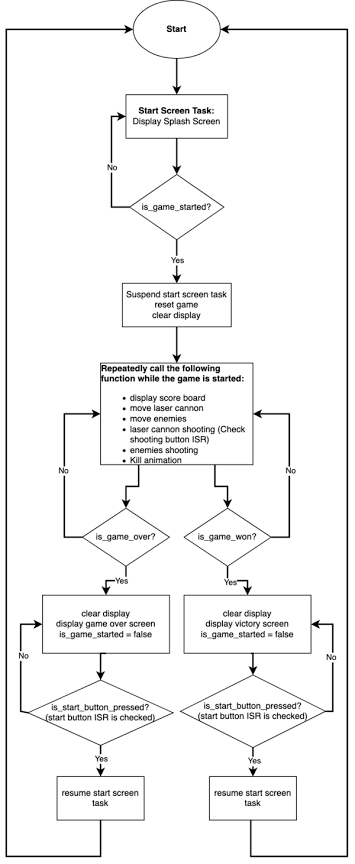 Start
Start Screen Task:
Display Splash Screen
No
is_game_started?
Yes
Suspend start screen task
reset game
clear display
Repeatedly call the following
function while the game is started:
• display score board
• move laser cannon
• move enemies
• laser cannon shooting (Check
shooting button ISR)
• enemies shooting
• Kill animation
No
No
is_game_over?
is_game_won?
Yes
Yes
clear display
display game over screen
is_game_started = false
clear display
display victory screen
is_game_started = false
No
No
is_start_button_pressed?
(start button ISR is checked)
is_start_button_pressed?
(start button ISR is checked)
Yes
Yes
resume start screen
task
resume start screen
task